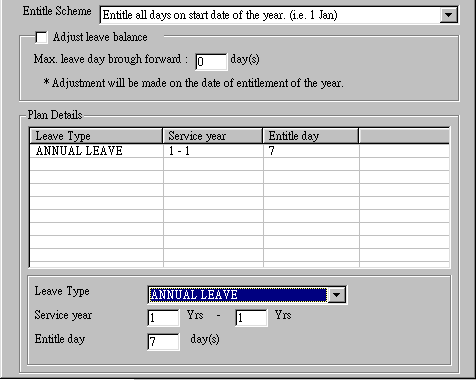 Entitle Scheme Entitle all days on start date of the year. (i.e. 1 Jan)
Adjust leave balance
Max. leave day brough forward : 0 day(s)
* Adjustment will be made on the date of entitlement of the year.
Plan Details
Leave Type Service year Entitle day
ANNUAL LEAVE 1 - 1 7
Leave Type ANNUAL LEAVE
Service year 1 Yrs - 1 Yrs
Entitle day 7 day(s)